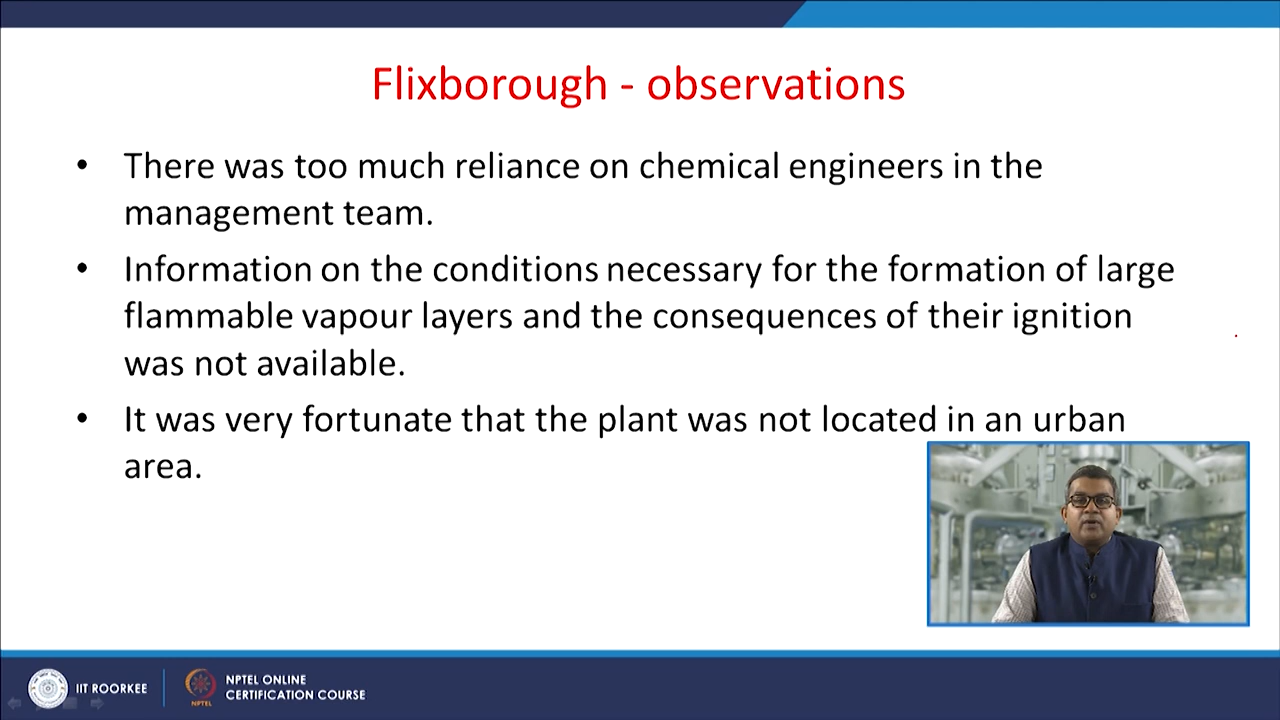 Flixborough - observations
• There was too much reliance on chemical engineers in the
management team.
• Information on the conditions necessary for the formation of large
flammable vapour layers and the consequences of their ignition
was not available.
• It was very fortunate that the plant was not located in an urban
area.
IIT ROORKEE
NPTEL
NPTEL ONLINE
CERTIFICATION COURSE